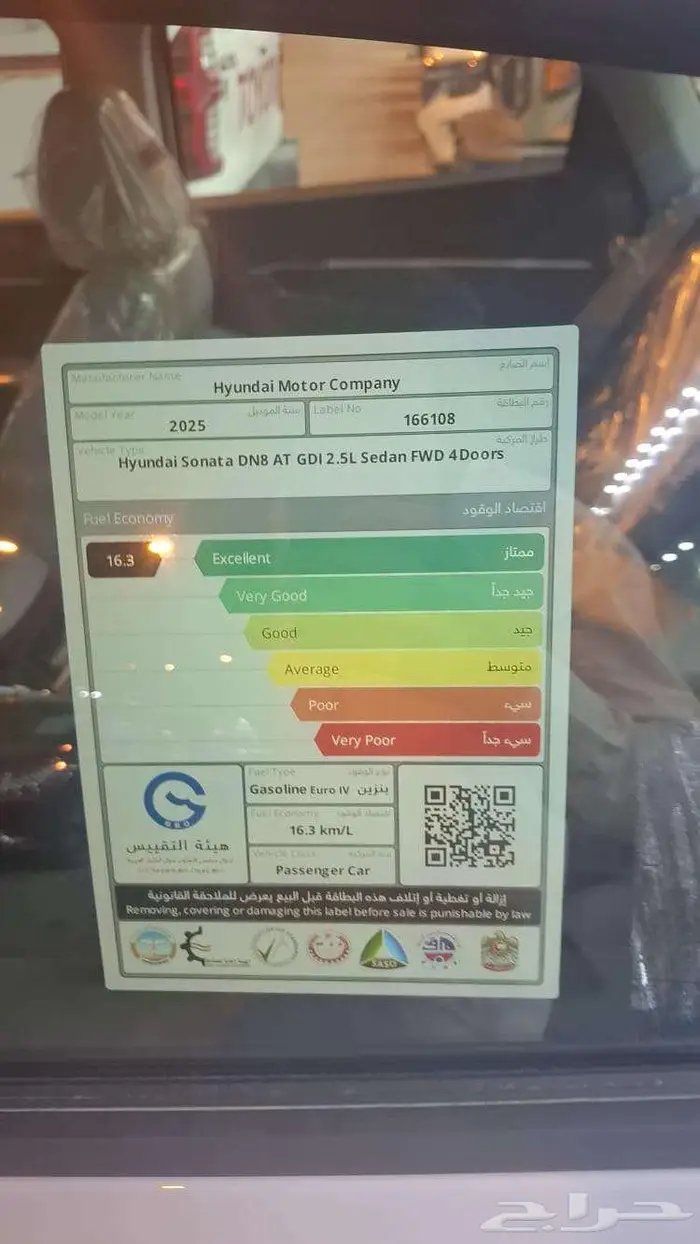 TOYO
Manufacturer Name
إسم الصانع
Hyundai Motor Company
Model Year
سنة الموديل
2025
Label No
رقم البطاقة
166108
Vehicle Type
طراز المركبة
Hyundai Sonata DN8 AT GDI 2.5L Sedan FWD 4Doors
Fuel Economy
اقتصاد الوقود
16.3
Excellent
ممتاز
Very Good
جيد جداً
Good
جيد
Average
متوسط
Poor
سيء
Very Poor
سيء جداً
GSO
هيئة التقييس
Fuel Type
نوع الوقود
Gasoline Euro IV بنزين
Fuel Economy
اقتصاد الوقود
16.3 km/L
Vehicle Class
فئة المركبة
Passenger Car
إزالة أو تغطية أو إتلاف هذه البطاقة قبل البيع يعرض للملاحقة القانونية
Removing, covering or damaging this label before sale is punishable by law
SASO
حراج